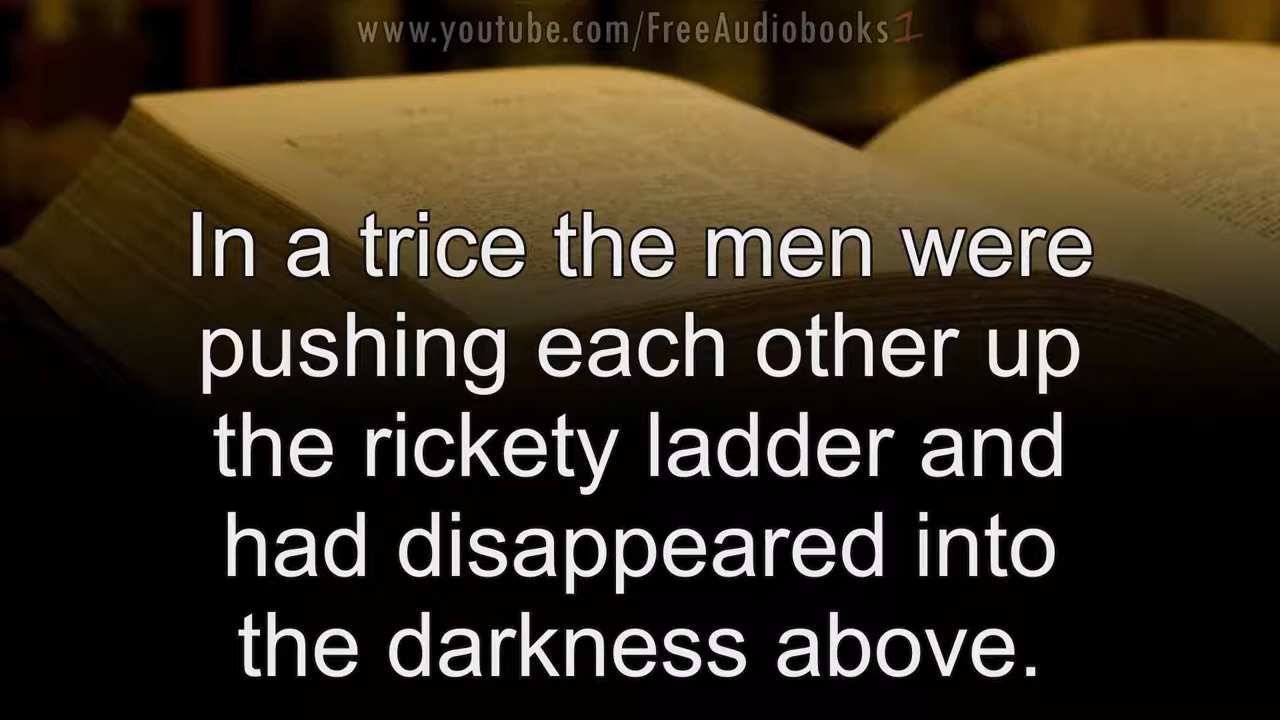 www.youtube.com/FreeAudiobooks1
In a trice the men were
pushing each other up
the rickety ladder and
had disappeared into
the darkness above.